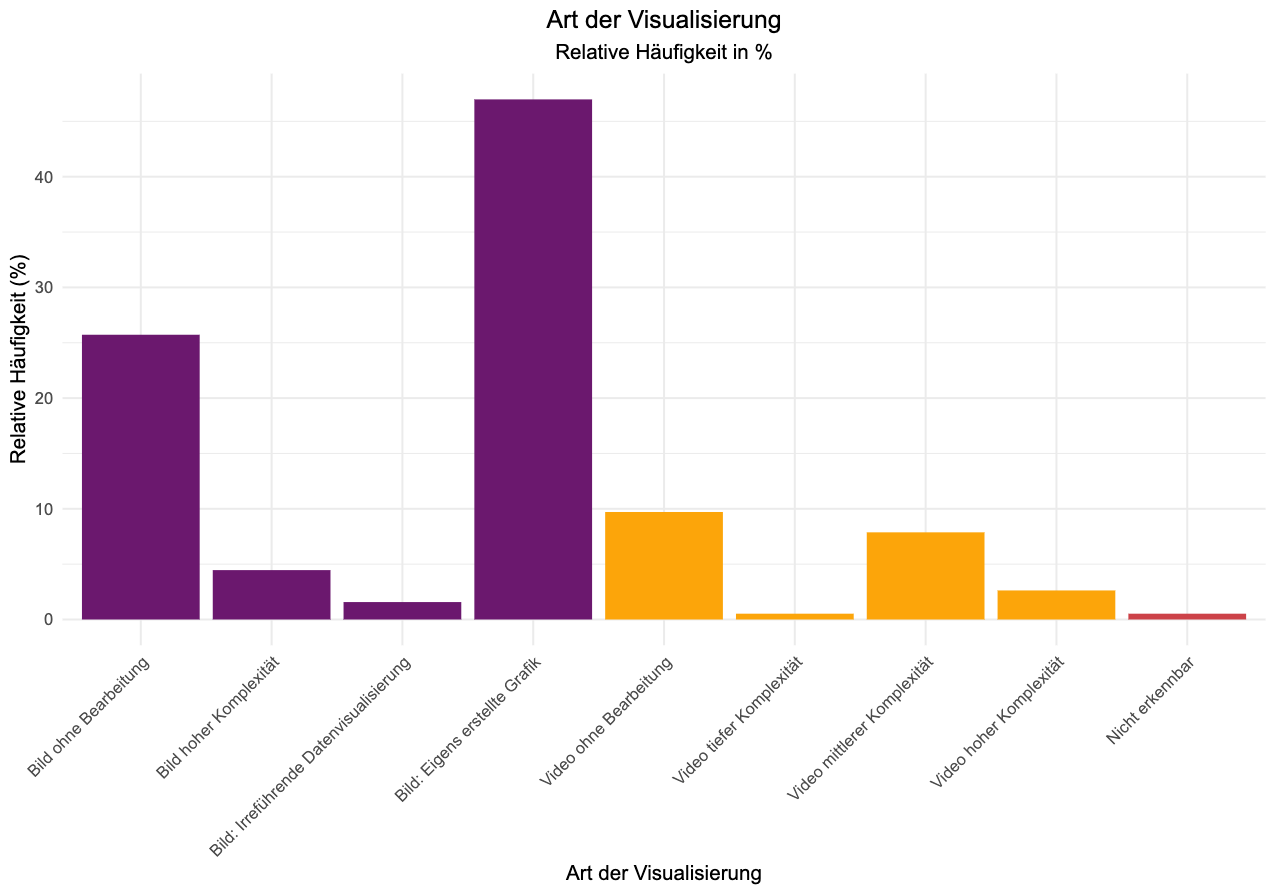 Art der Visualisierung
Relative Häufigkeit in %
Relative Häufigkeit (%)
40
30
20
10
0
Bild ohne Bearbeitung
Bild hoher Komplexität
Bild: Irreführende Datenvisualisierung
Bild: Eigens erstellte Grafik
Video ohne Bearbeitung
Video tiefer Komplexität
Video mittlerer Komplexität
Video hoher Komplexität
Nicht erkennbar
Art der Visualisierung